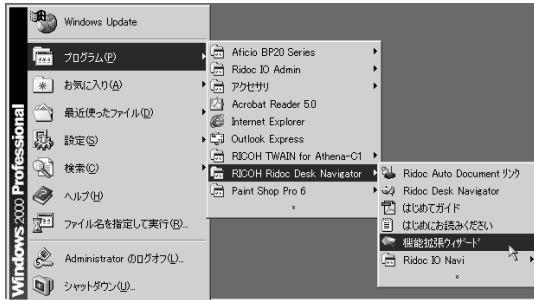 Windows 2000 Professional
Windows Update
プログラム(P)
お気に入り(A)
最近使ったファイル(D)
設定(S)
検索(C)
ヘルプ(H)
ファイル名を指定して実行(R)...
Administrator のログオフ(L)...
シャットダウン(U)...
Aficio BP20 Series
Ridoc IO Admin
アクセサリ
Acrobat Reader 5.0
Internet Explorer
Outlook Express
RICOH TWAIN for Athena-C1
RICOH Ridoc Desk Navigator
Paint Shop Pro 6
Ridoc Auto Document リンク
Ridoc Desk Navigator
はじめてガイド
はじめにお読みください
機能拡張ウィザード
Ridoc IO Navi